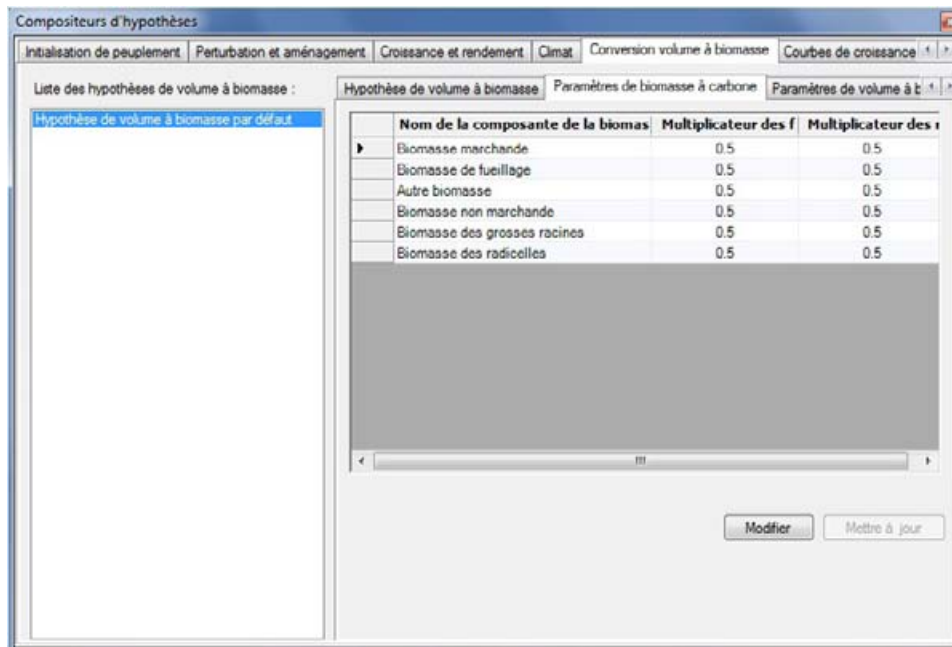 Compositeurs d'hypothèses
Initialisation de peuplement Perturbation et aménagement Croissance et rendement Climat Conversion volume à biomasse Courbes de croissance
Liste des hypothèses de volume à biomasse :
Hypothèse de volume à biomasse par défaut
Hypothèse de volume à biomasse Paramètres de biomasse à carbone Paramètres de volume à b
Nom de la composante de la biomas Multiplicateur des f Multiplicateur des r
Biomasse marchande 0.5 0.5
Biomasse de fueillage 0.5 0.5
Autre biomasse 0.5 0.5
Biomasse non marchande 0.5 0.5
Biomasse des grosses racines 0.5 0.5
Biomasse des radicelles 0.5 0.5
Modifier Mettre à jour